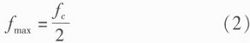 f_max = f_c / 2 (2)